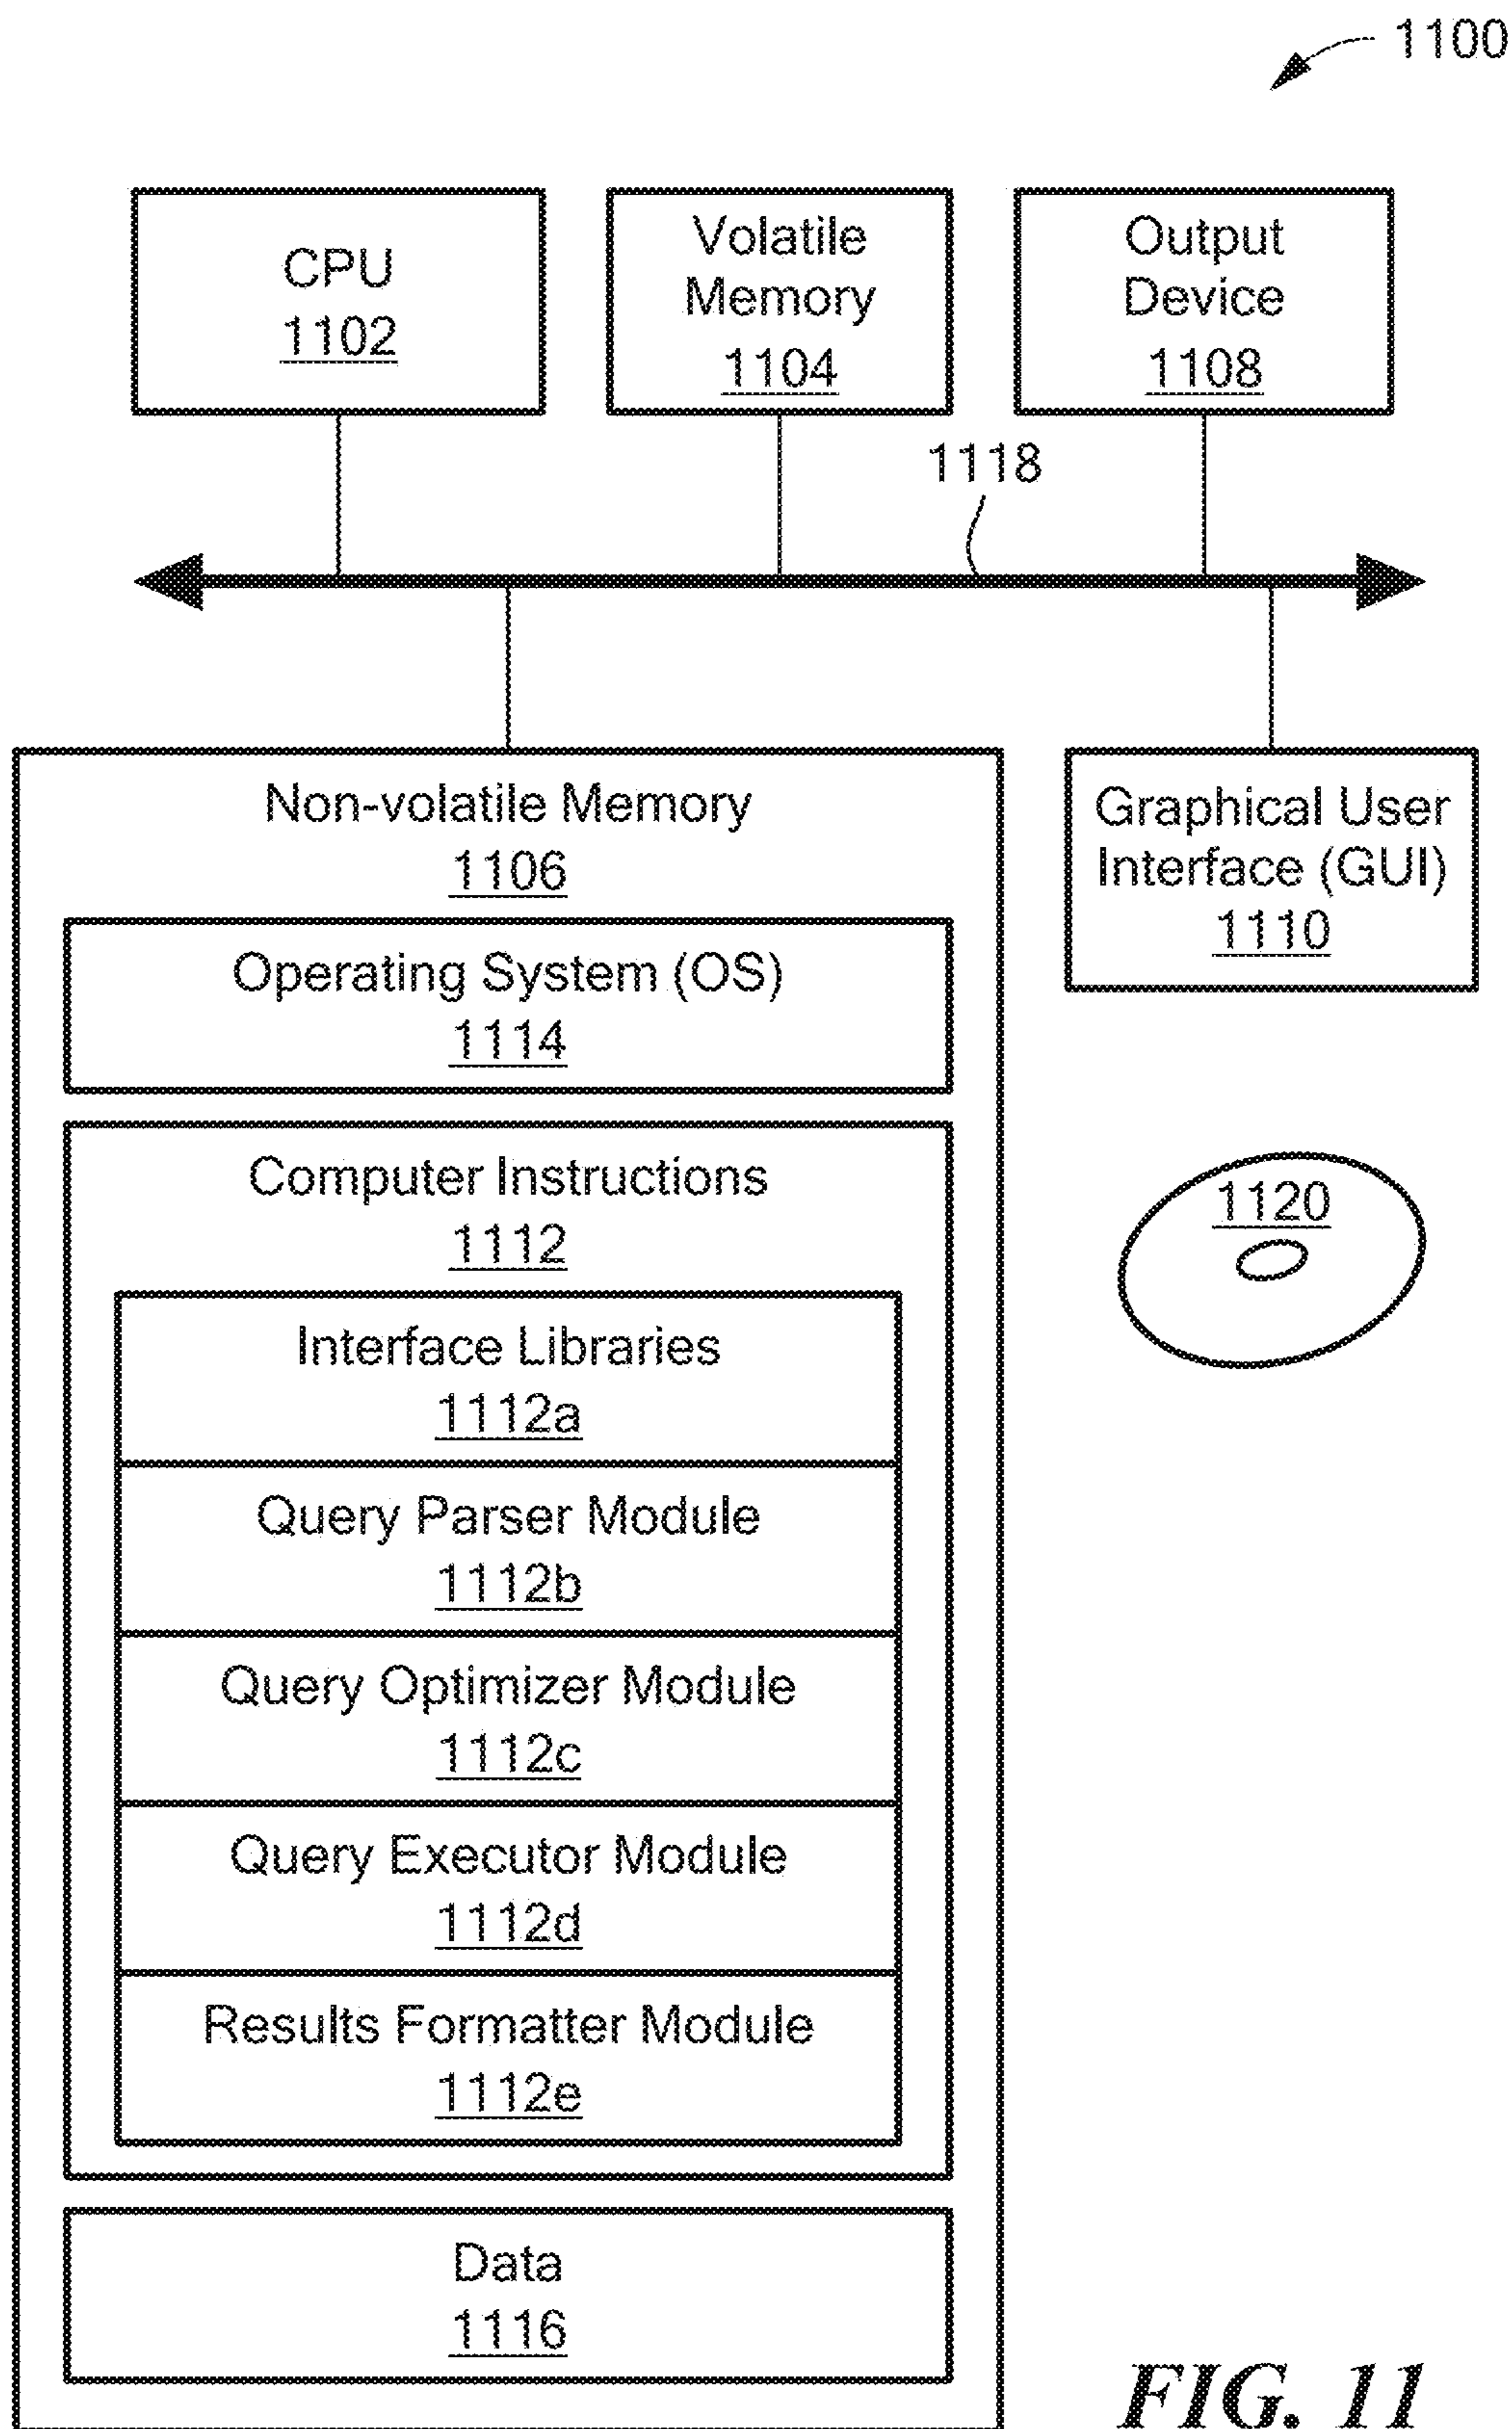 1100
CPU
1102
Volatile
Memory
1104
Output
Device
1108
1118
Non-volatile Memory
1106
Operating System (OS)
1114
Computer Instructions
1112
Interface Libraries
1112a
Query Parser Module
1112b
Query Optimizer Module
1112c
Query Executor Module
1112d
Results Formatter Module
1112e
Data
1116
Graphical User
Interface (GUI)
1110
1120
FIG. 11